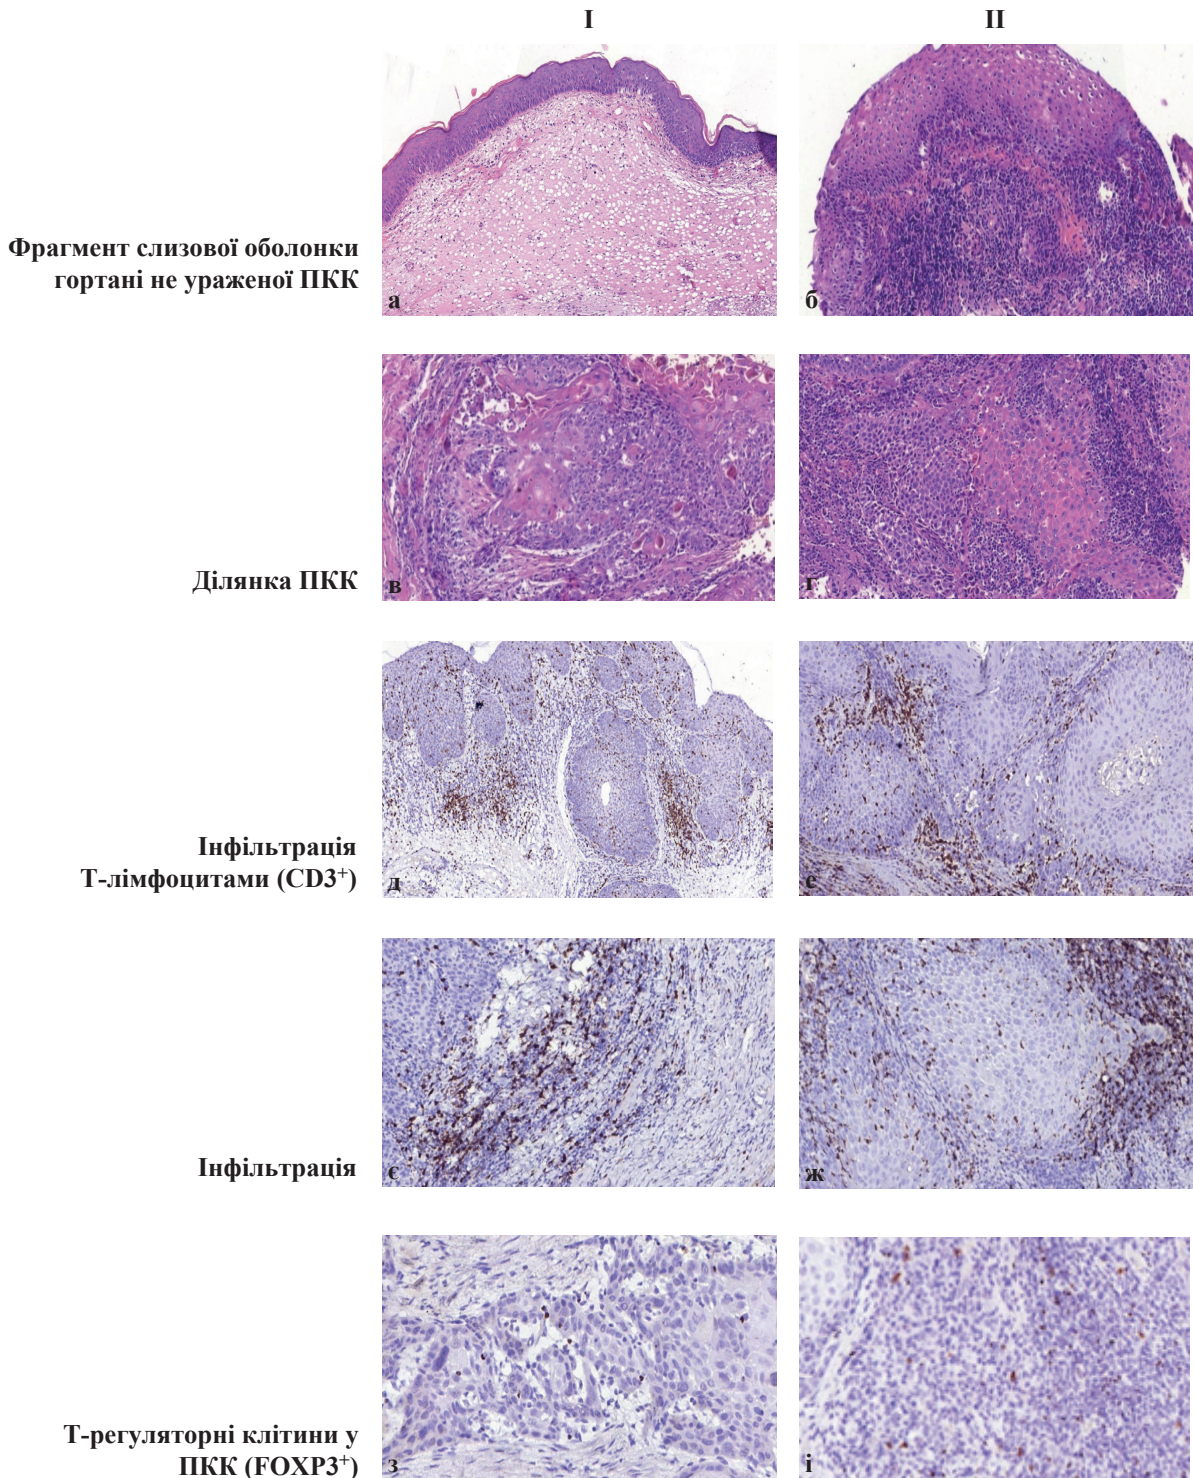 I
II
Фрагмент слизової оболонки
гортані не ураженої ПКК
а
б
Ділянка ПКК
в
г
Інфільтрація
Т-лімфоцитами (CD3+)
д
е
Інфільтрація
є
ж
Т-регуляторні клітини у
ПКК (FOXP3+)
з
і